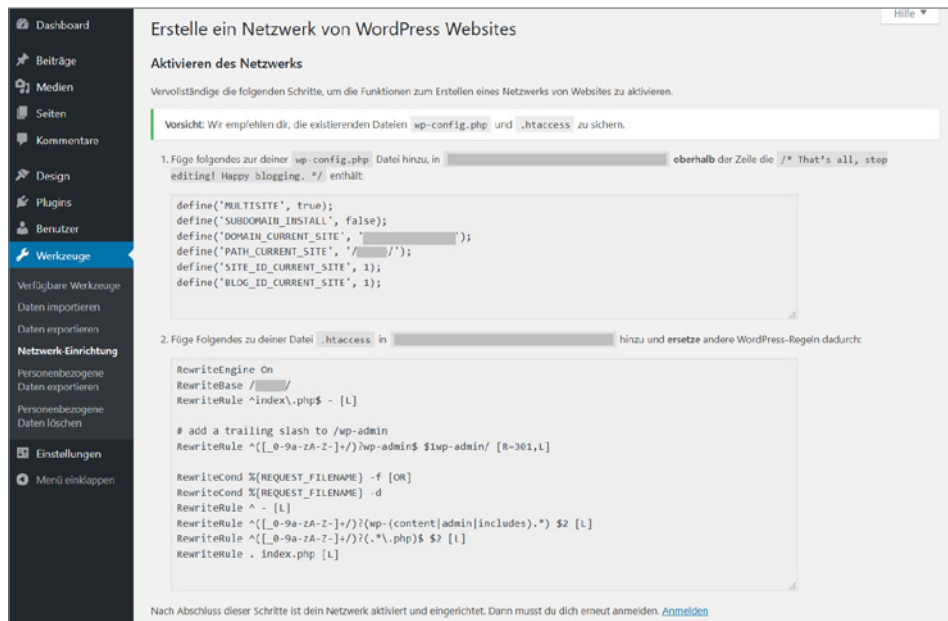 Hilfe
Dashboard
Beiträge
Medien
Seiten
Kommentare
Design
Plugins
Benutzer
Werkzeuge
Verfügbare Werkzeuge
Daten importieren
Daten exportieren
Netzwerk-Einrichtung
Personenbezogene
Daten exportieren
Personenbezogene
Daten löschen
Einstellungen
Menü einklappen
Erstelle ein Netzwerk von WordPress Websites
Aktivieren des Netzwerks
Vervollständige die folgenden Schritte, um die Funktionen zum Erstellen eines Netzwerks von Websites zu aktivieren.
Vorsicht: Wir empfehlen dir, die existierenden Dateien wp-config.php und .htaccess zu sichern.
1. Füge folgendes zur deiner wp-config.php Datei hinzu, in oberhalb der Zeile die /* That's all, stop
editing! Happy blogging. */ enthält:
define('MULTISITE', true);
define('SUBDOMAIN_INSTALL', false);
define('DOMAIN_CURRENT_SITE', '');
define('PATH_CURRENT_SITE', '//');
define('SITE_ID_CURRENT_SITE', 1);
define('BLOG_ID_CURRENT_SITE', 1);
2. Füge Folgendes zu deiner Datei .htaccess in hinzu und ersetze andere WordPress-Regeln dadurch:
RewriteEngine On
RewriteBase //
RewriteRule ^index\.php$ - [L]
# add a trailing slash to /wp-admin
RewriteRule ^([_0-9a-zA-Z-]+/)?wp-admin$ $1wp-admin/ [R=301,L]
RewriteCond %{REQUEST_FILENAME} -f [OR]
RewriteCond %{REQUEST_FILENAME} -d
RewriteRule ^ - [L]
RewriteRule ^([_0-9a-zA-Z-]+/)?(wp-(content|admin|includes).*) $2 [L]
RewriteRule ^([_0-9a-zA-Z-]+/)?(.*\.php)$ $2 [L]
RewriteRule . index.php [L]
Nach Abschluss dieser Schritte ist dein Netzwerk aktiviert und eingerichtet. Dann musst du dich erneut anmelden. Anmelden